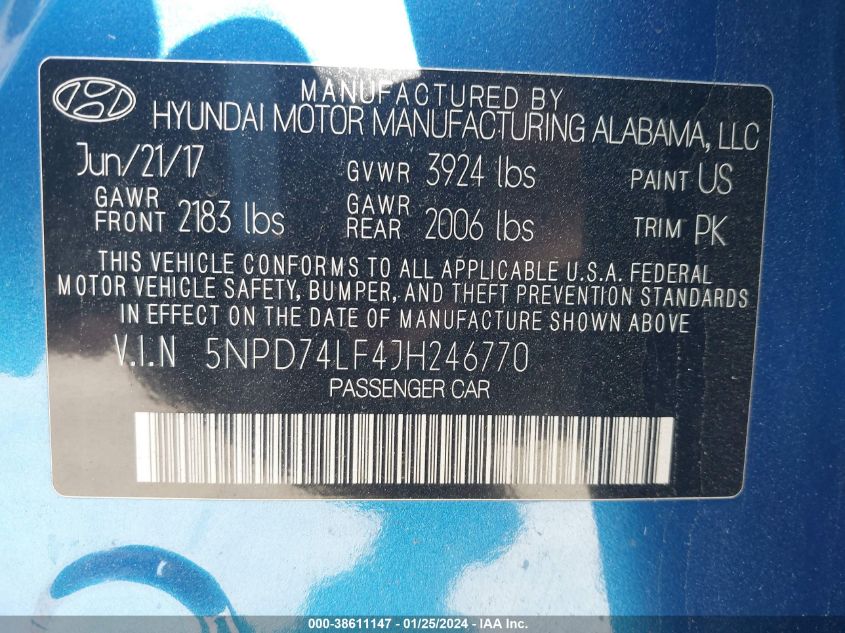 MANUFACTURED BY
HYUNDAI MOTOR MANUFACTURING ALABAMA, LLC
Jun/21/17 GVWR 3924 lbs PAINT US
GAWR FRONT 2183 lbs GAWR REAR 2006 lbs TRIM PK
THIS VEHICLE CONFORMS TO ALL APPLICABLE U.S.A. FEDERAL
MOTOR VEHICLE SAFETY, BUMPER, AND THEFT PREVENTION STANDARDS
IN EFFECT ON THE DATE OF MANUFACTURE SHOWN ABOVE
V.I.N 5NPD74LF4JH246770
PASSENGER CAR
000-38611147 - 01/25/2024 - IAA Inc.